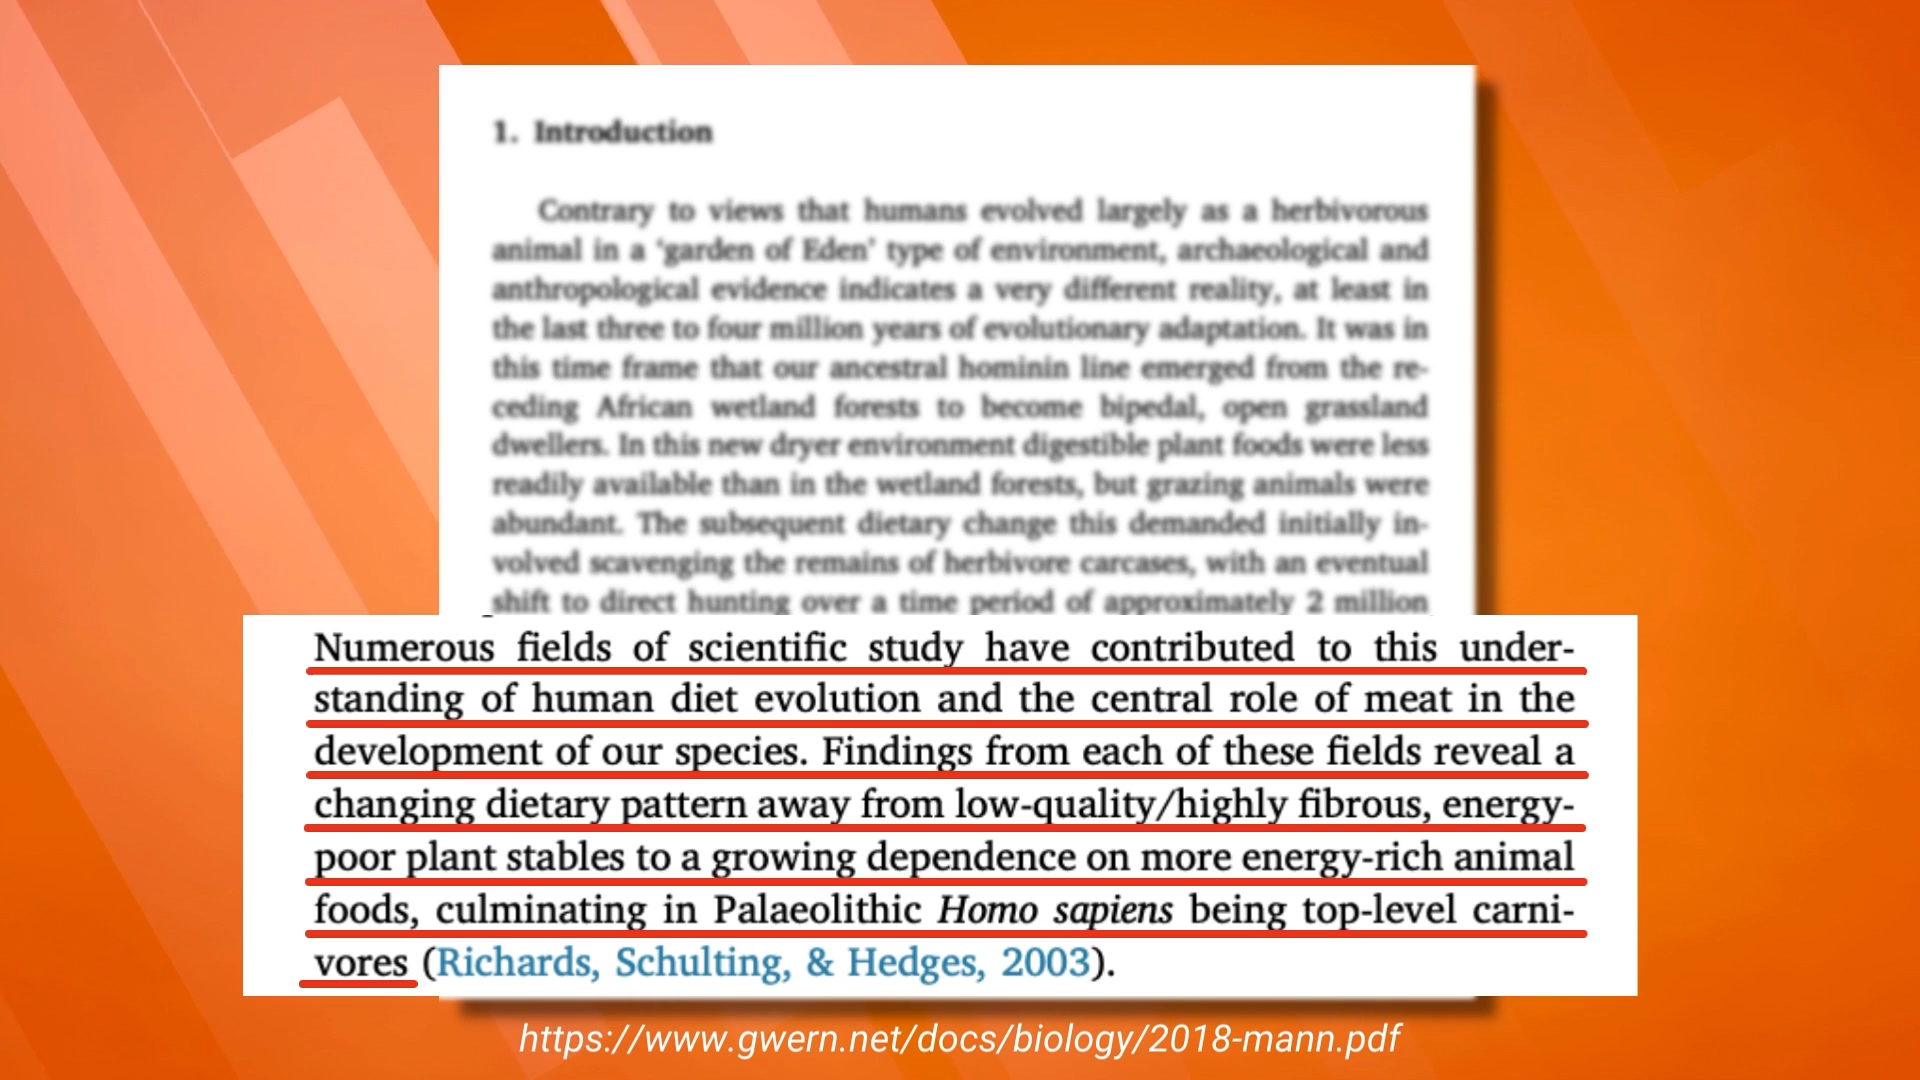 1. Introduction
Contrary to views that humans evolved largely as a herbivorous
animal in a ‘garden of Eden’ type of environment, archaeological and
anthropological evidence indicates a very different reality, at least in
the last three to four million years of evolutionary adaptation. It was in
this time frame that our ancestral hominin line emerged from the re-
ceding African wetland forests to become bipedal, open grassland
dwellers. In this new dryer environment digestible plant foods were less
readily available than in the wetland forests, but grazing animals were
abundant. The subsequent dietary change this demanded initially in-
volved scavenging the remains of herbivore carcases, with an eventual
shift to direct hunting over a time period of approximately 2 million
Numerous fields of scientific study have contributed to this under-
standing of human diet evolution and the central role of meat in the
development of our species. Findings from each of these fields reveal a
changing dietary pattern away from low-quality/highly fibrous, energy-
poor plant stables to a growing dependence on more energy-rich animal
foods, culminating in Palaeolithic Homo sapiens being top-level carni-
vores (Richards, Schulting, & Hedges, 2003).
https://www.gwern.net/docs/biology/2018-mann.pdf